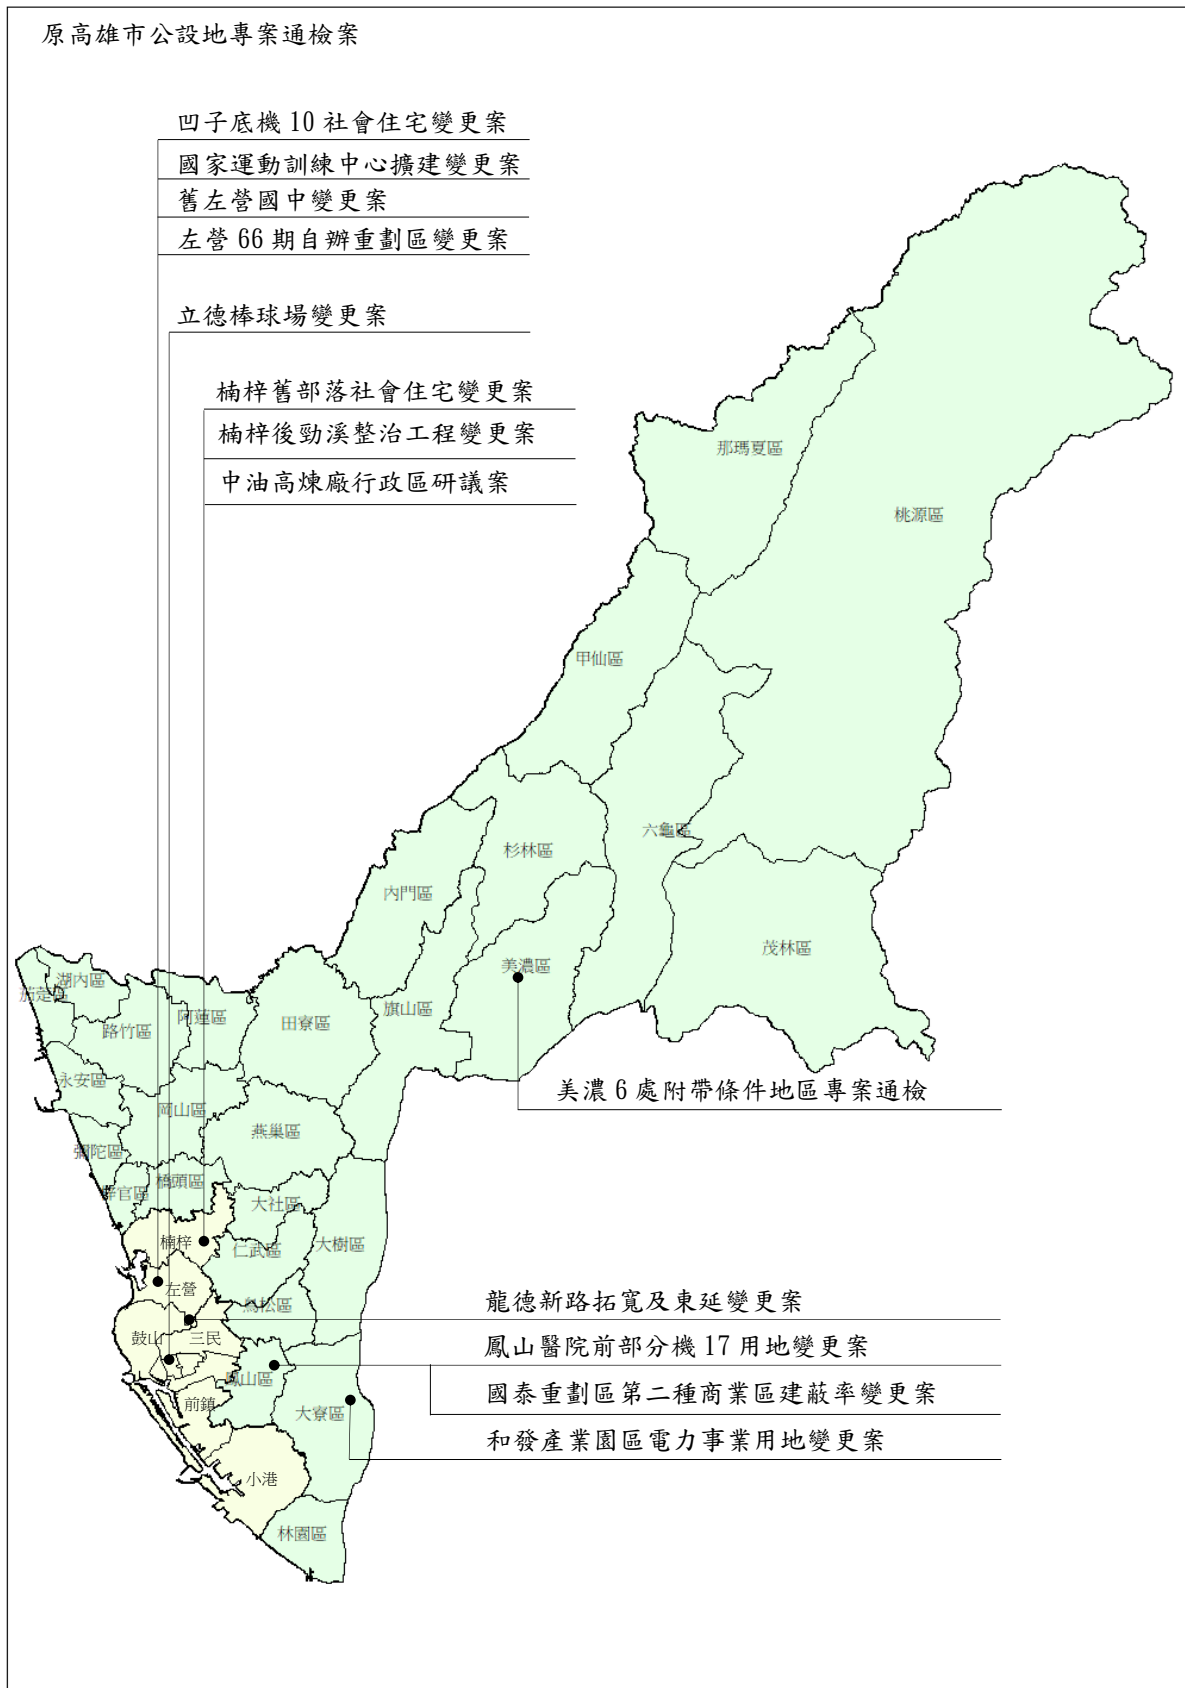 原高雄市公設地專案通檢案
凹子底機 10 社會住宅變更案
國家運動訓練中心擴建變更案
舊左營國中變更案
左營 66 期自辦重劃區變更案
立德棒球場變更案
楠梓舊部落社會住宅變更案
楠梓後勁溪整治工程變更案
中油高煉廠行政區研議案
那瑪夏區
桃源區
甲仙區
六龜區
杉林區
內門區
茂林區
美濃區
湖內區
茄萣區
阿蓮區
田寮區
旗山區
路竹區
永安區
美濃 6 處附帶條件地區專案通檢
岡山區
燕巢區
彌陀區
橋頭區
梓官區
大社區
楠梓
仁武區
大樹區
左營
鳥松區
龍德新路拓寬及東延變更案
鼓山
三民
鳳山醫院前部分機 17 用地變更案
鳳山區
國泰重劃區第二種商業區建蔽率變更案
前鎮
大寮區
和發產業園區電力事業用地變更案
小港
林園區